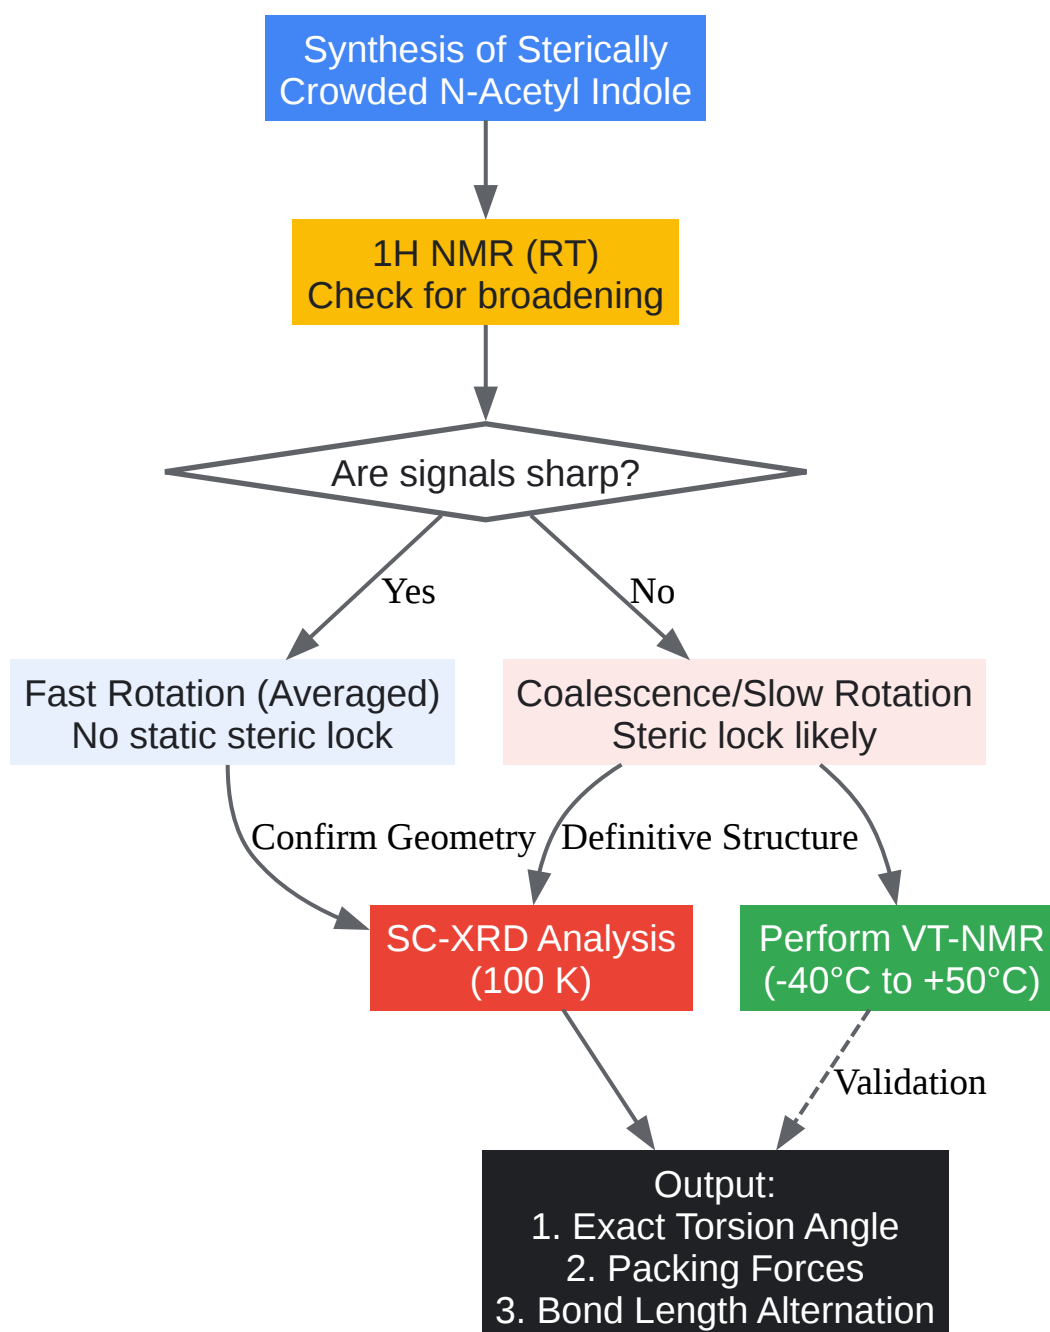 Synthesis of Sterically
Crowded N-Acetyl Indole
1H NMR (RT)
Check for broadening
Are signals sharp?
Yes
No
Fast Rotation (Averaged)
No static steric lock
Coalescence/Slow Rotation
Steric lock likely
Confirm Geometry
Definitive Structure
SC-XRD Analysis
(100 K)
Perform VT-NMR
(-40°C to +50°C)
Validation
Output:
1. Exact Torsion Angle
2. Packing Forces
3. Bond Length Alternation